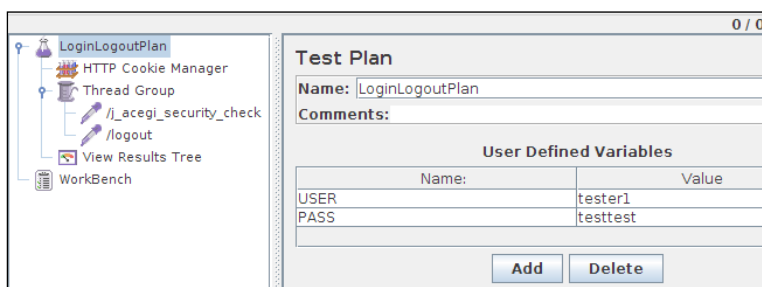 0 / 0
LoginLogoutPlan
HTTP Cookie Manager
Thread Group
/j_acegi_security_check
/logout
View Results Tree
WorkBench
Test Plan
Name: LoginLogoutPlan
Comments:
User Defined Variables
Name: Value
USER tester1
PASS testtest
Add Delete